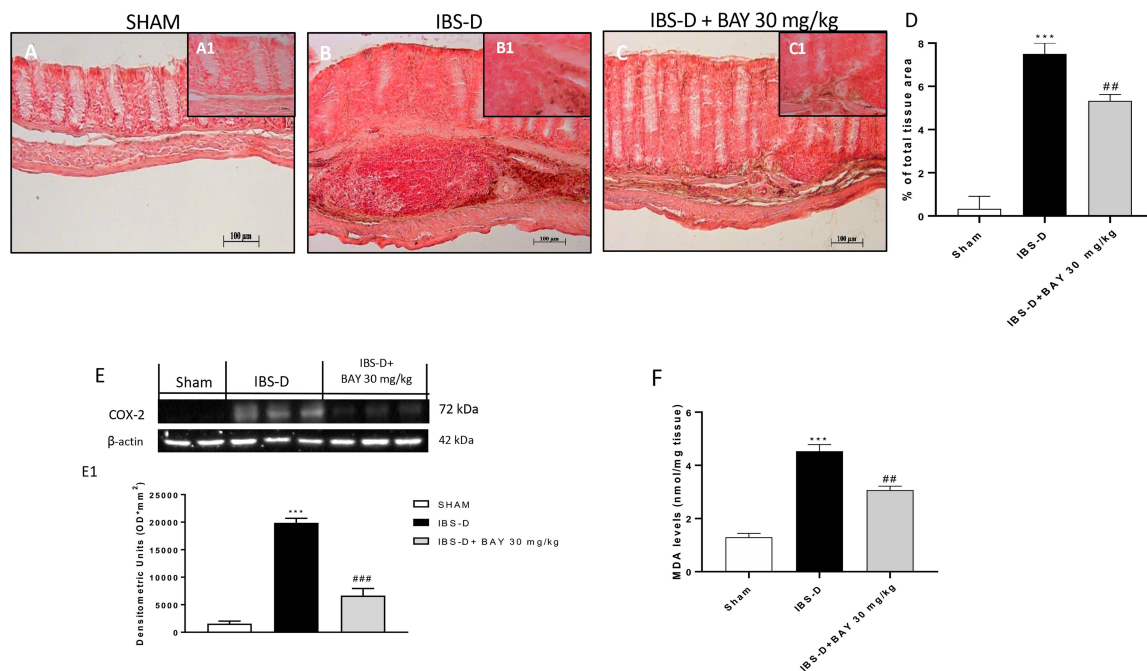 SHAM
IBS-D
IBS-D + BAY 30 mg/kg
A
A1
100 µm
B
B1
100 µm
C
C1
100 µm
D
% of total tissue area
8
6
4
2
0
***
##
Sham
IBS-D
IBS-D+BAY 30 mg/kg
E
Sham
IBS-D
IBS-D+
BAY 30 mg/kg
COX-2
72 kDa
β-actin
42 kDa
E1
Densitometric Units (OD*mm²)
25000
20000
15000
10000
5000
0
***
###
SHAM
IBS-D
IBS-D+ BAY 30 mg/kg
F
MDA levels (nmol/mg tissue)
6
4
2
0
***
##
Sham
IBS-D
IBS-D+BAY 30 mg/kg